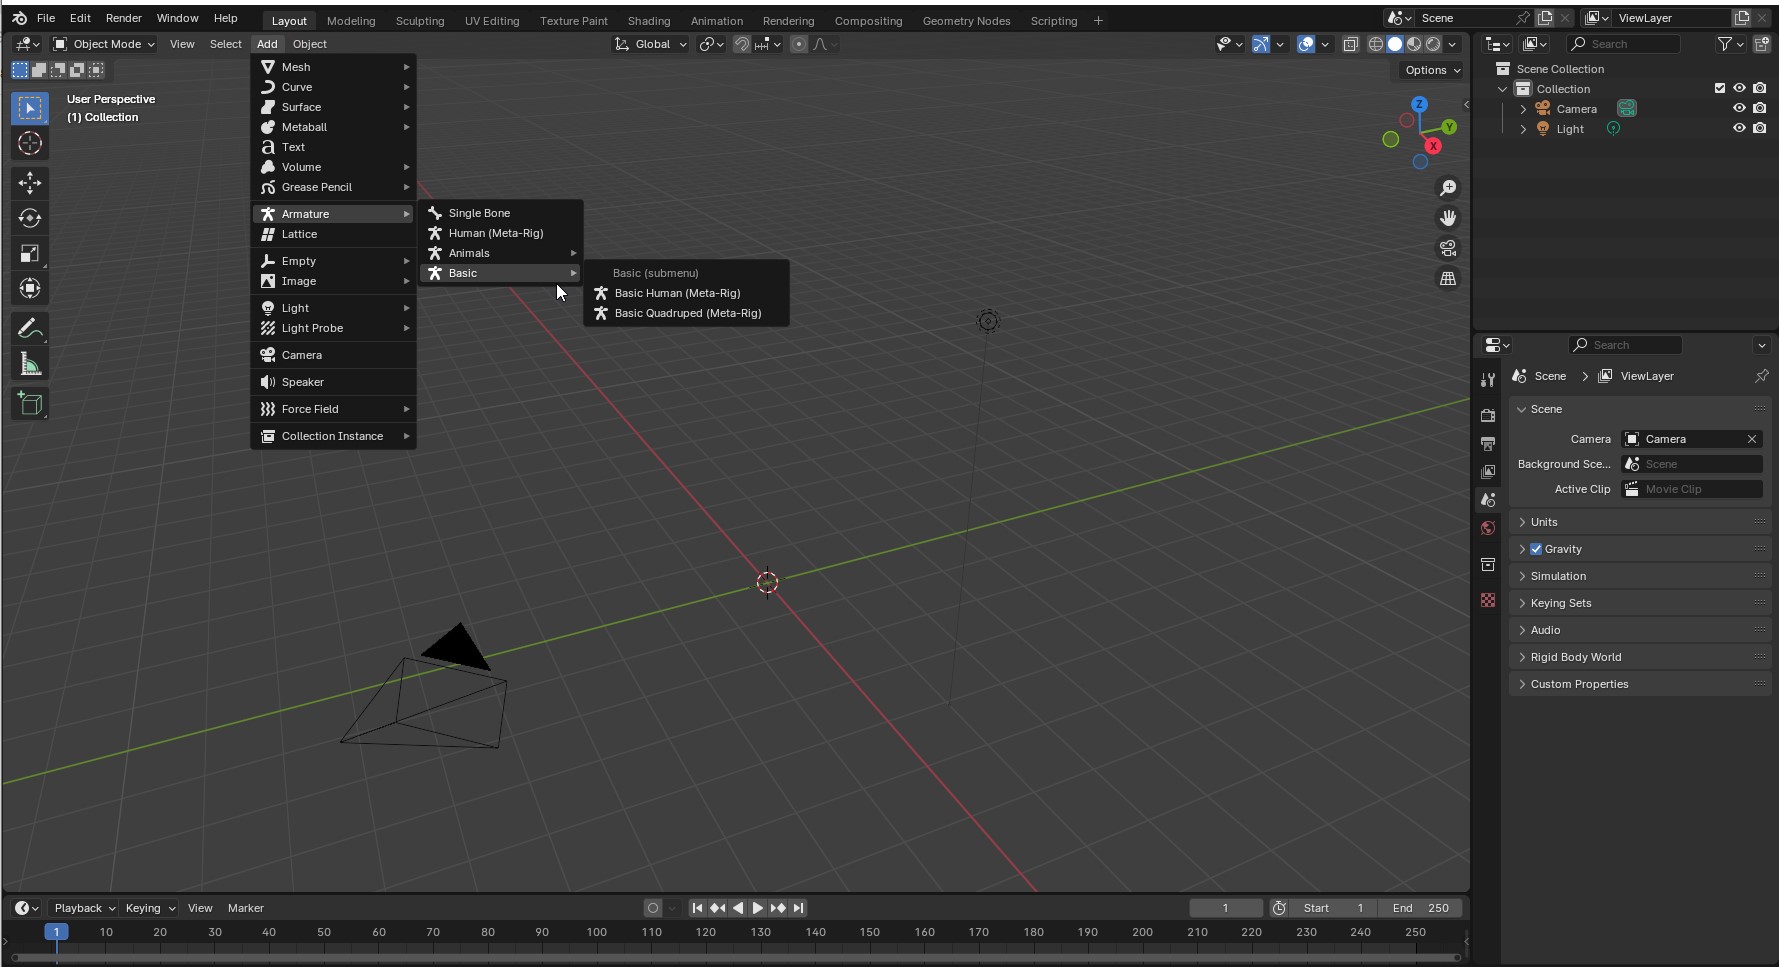 File Edit Render Window Help Layout Modeling Sculpting UV Editing Texture Paint Shading Animation Rendering Compositing Geometry Nodes Scripting + Scene ViewLayer
Object Mode View Select Add Object Global Search
Options
User Perspective
(1) Collection
Mesh
Curve
Surface
Metaball
Text
Volume
Grease Pencil
Armature
Lattice
Empty
Image
Light
Light Probe
Camera
Speaker
Force Field
Collection Instance
Single Bone
Human (Meta-Rig)
Animals
Basic
Basic (submenu)
Basic Human (Meta-Rig)
Basic Quadruped (Meta-Rig)
Z
Y
X
Scene Collection
Collection
Camera
Light
Search
Scene > ViewLayer
Scene
Camera Camera
Background Sce... Scene
Active Clip Movie Clip
Units
Gravity
Simulation
Keying Sets
Audio
Rigid Body World
Custom Properties
Playback Keying View Marker 1 Start 1 End 250
1 10 20 30 40 50 60 70 80 90 100 110 120 130 140 150 160 170 180 190 200 210 220 230 240 250